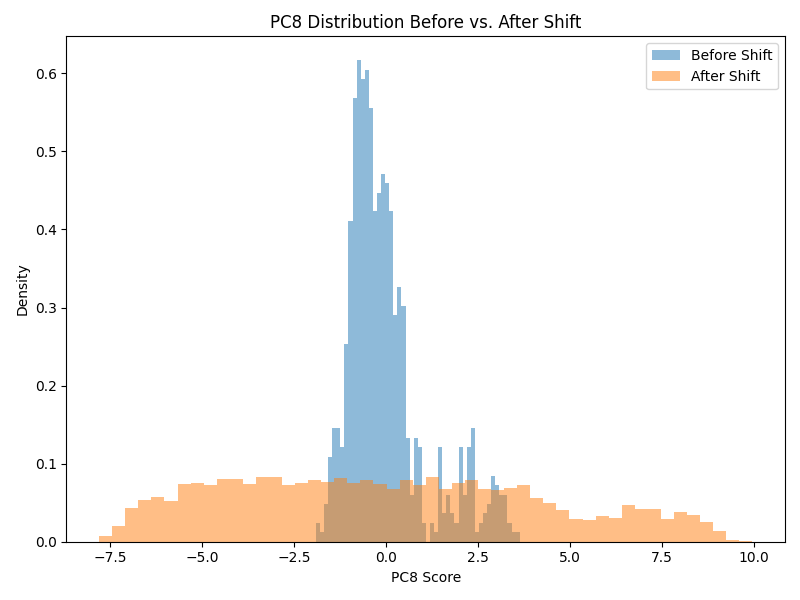 PC8 Distribution Before vs. After Shift
Before Shift
After Shift
Density
0.6
0.5
0.4
0.3
0.2
0.1
0.0
−7.5 −5.0 −2.5 0.0 2.5 5.0 7.5 10.0
PC8 Score